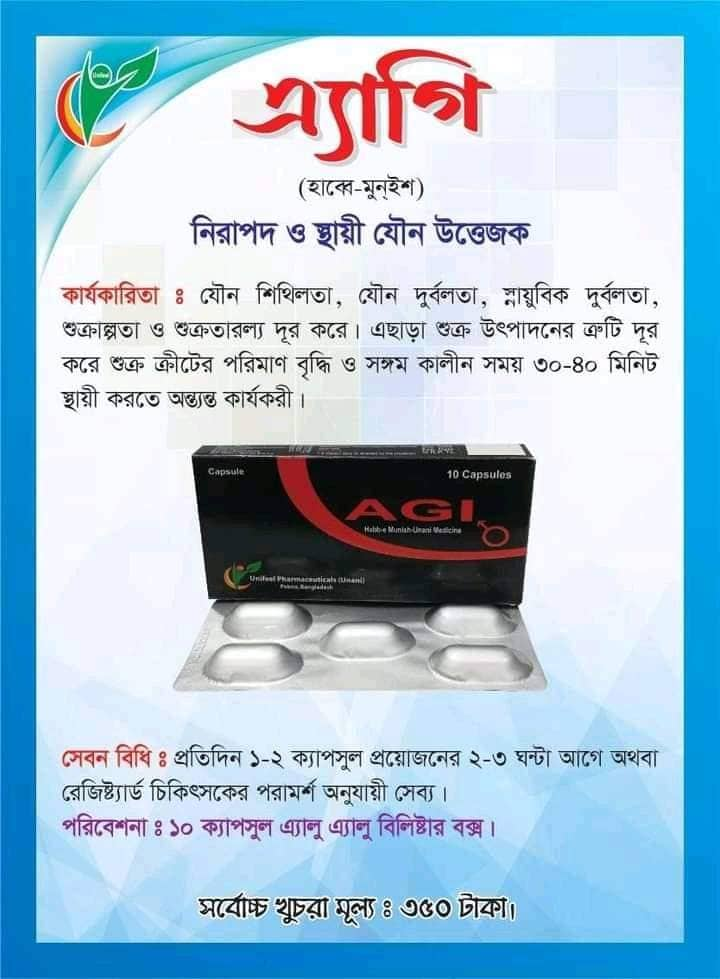 Unifeel
এ্যাগি
(হাব্বে-মুনইশ)
নিরাপদ ও স্থায়ী যৌন উত্তেজক
কার্যকারিতা ঃ যৌন শিথিলতা, যৌন দুর্বলতা, স্নায়ুবিক দুর্বলতা,
শুক্রাল্পতা ও শুক্রতারল্য দূর করে। এছাড়া শুক্র উৎপাদনের ত্রুটি দূর
করে শুক্র ক্রীটের পরিমাণ বৃদ্ধি ও সঙ্গম কালীন সময় ৩০-৪০ মিনিট
স্থায়ী করতে অন্ত্যন্ত কার্যকরী।
Capsule
10 Capsules
AGI
Habb-e Munish-Unani Medicine
Unifeel Pharmaceuticals (Unani)
Pabna, Bangladesh
সেবন বিধি ঃ প্রতিদিন ১-২ ক্যাপসুল প্রয়োজনের ২-৩ ঘন্টা আগে অথবা
রেজিষ্ট্যার্ড চিকিৎসকের পরামর্শ অনুযায়ী সেব্য।
পরিবেশনা ঃ ১০ ক্যাপসুল এ্যালু এ্যালু বিলিষ্টার বক্স।
সর্বোচ্চ খুচরা মূল্য ঃ ৩৫০ টাকা।